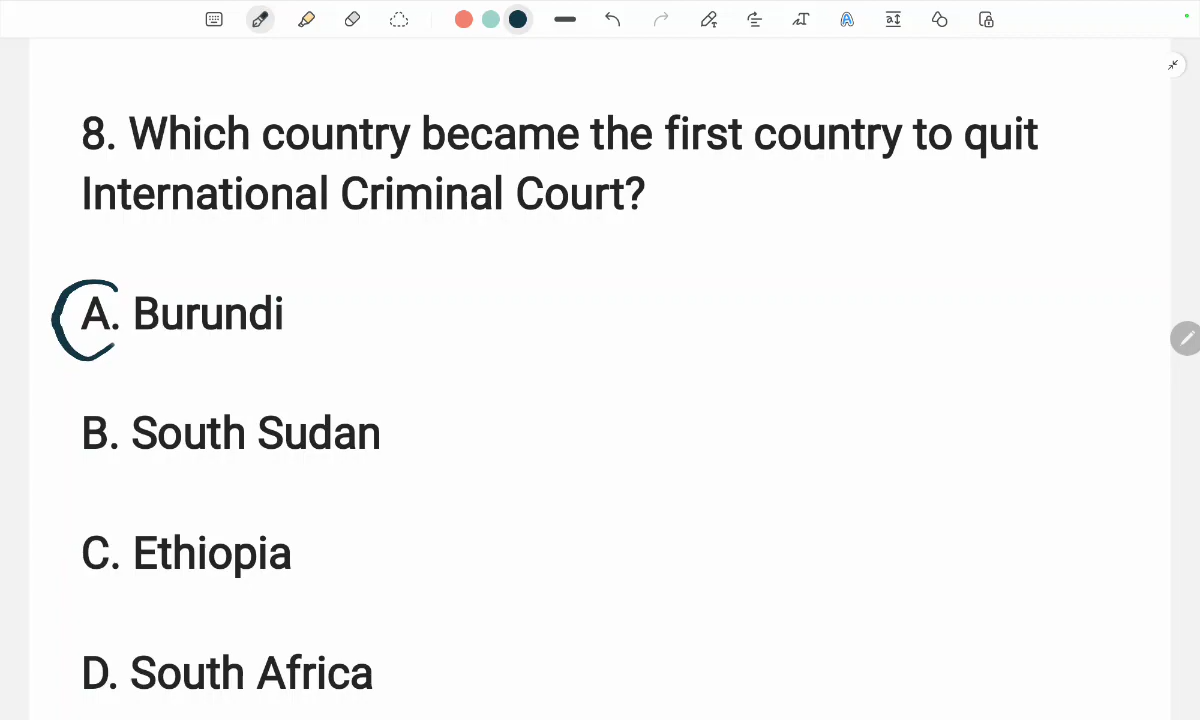 8. Which country became the first country to quit
International Criminal Court?
A. Burundi
B. South Sudan
C. Ethiopia
D. South Africa